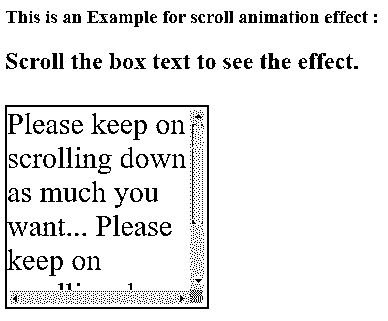 This is an Example for scroll animation effect :
Scroll the box text to see the effect.
Please keep on
scrolling down
as much you
want... Please
keep on